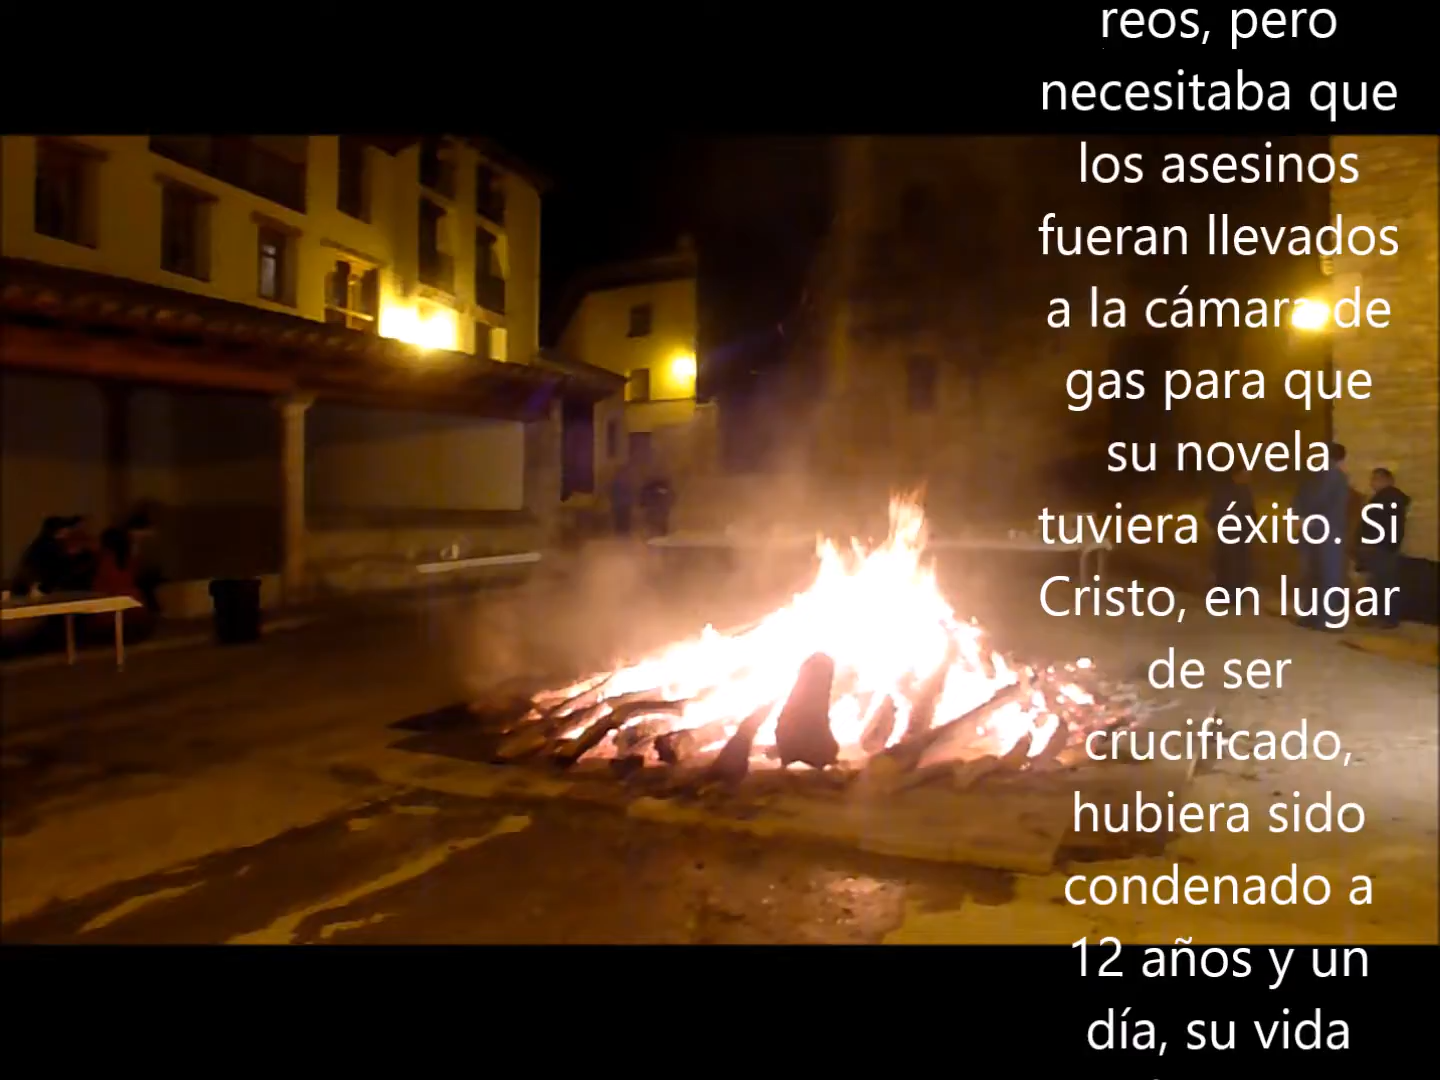 reos, pero
necesitaba que
los asesinos
fueran llevados
a la cámara de
gas para que
su novela
tuviera éxito. Si
Cristo, en lugar
de ser
crucificado,
hubiera sido
condenado a
12 años y un
día, su vida